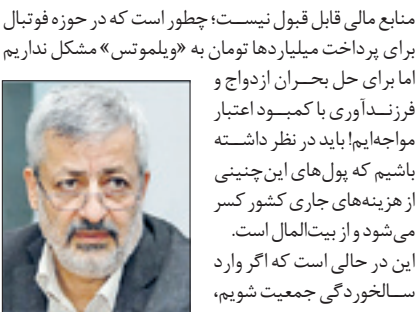 منابع مالی قابل قبول نیست؛ چطور است که در حوزه فوتبال
برای پرداخت میلیاردها تومان به «ویلموتس» مشکل نداریم
اما برای حل بحران ازدواج و
فرزندآوری با کمبود اعتبار
مواجه‌ایم! باید در نظر داشته
باشیم که پول‌های این‌چنینی
از هزینه‌های جاری کشور کسر
می‌شود و از بیت‌المال است.
این در حالی است که اگر وارد
سالخوردگی جمعیت شویم،